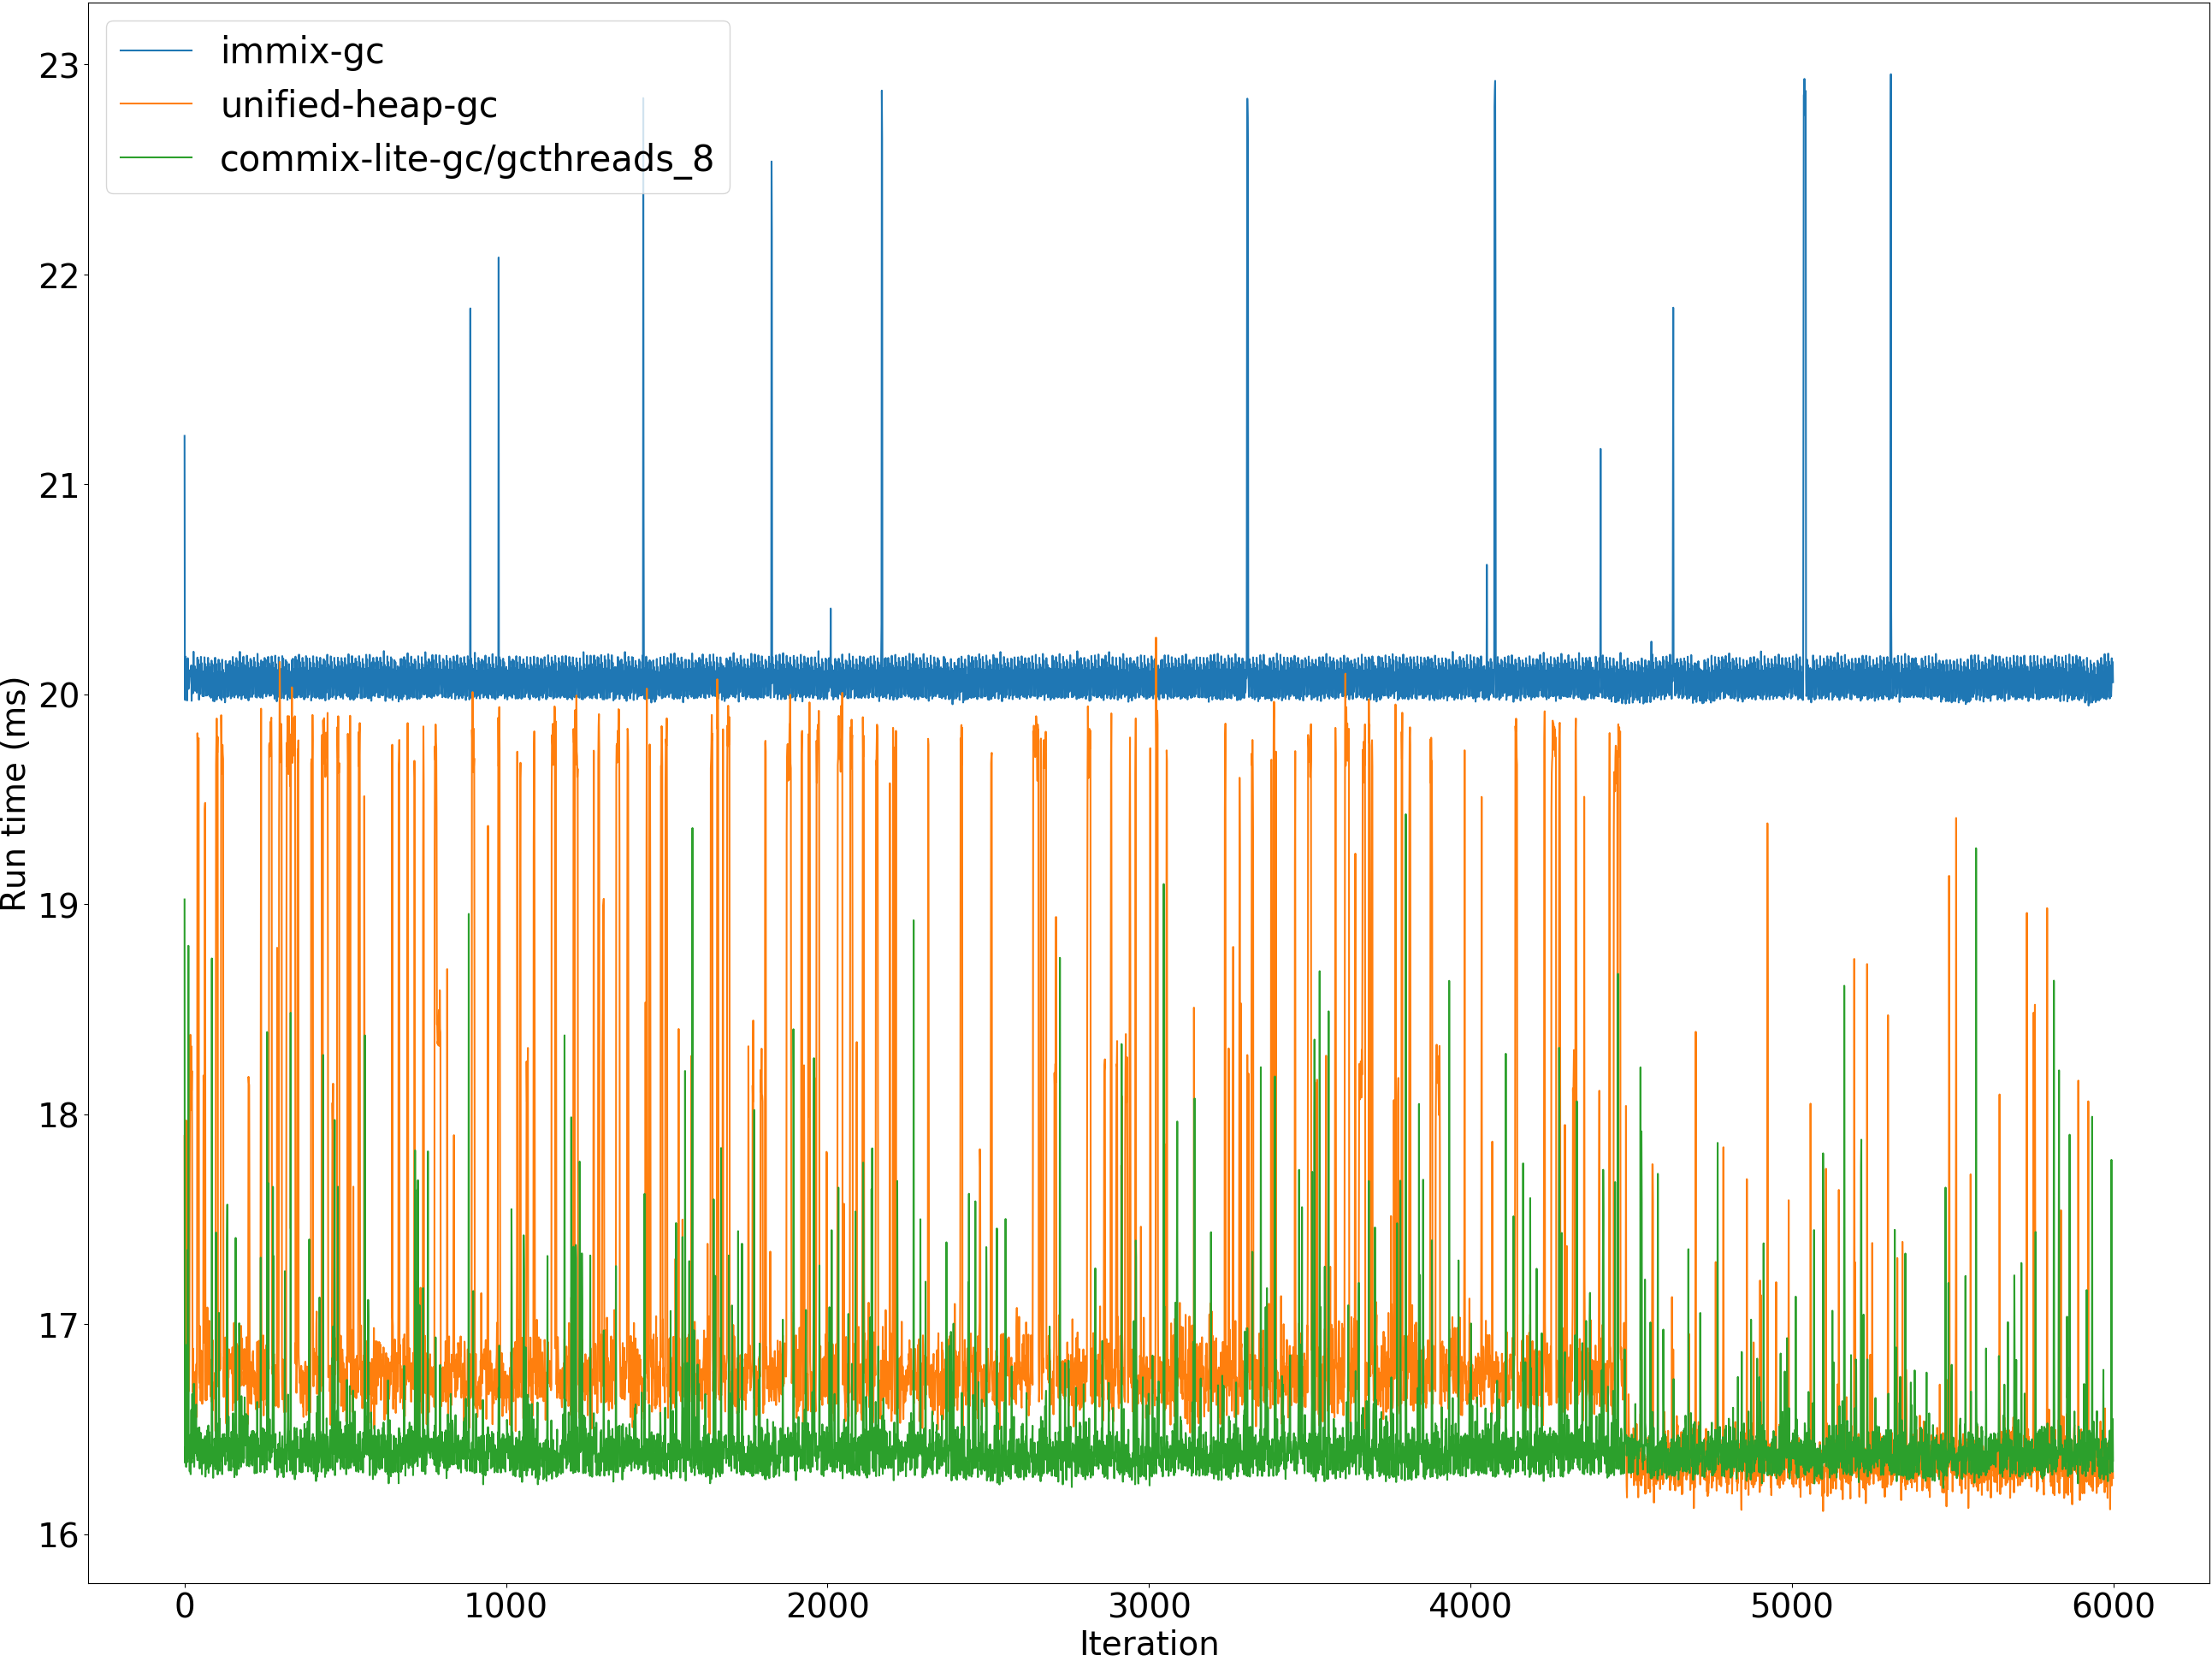 immix-gc
unified-heap-gc
commix-lite-gc/gcthreads_8
23
22
21
20
19
18
17
16
Run time (ms)
0 1000 2000 3000 4000 5000 6000
Iteration